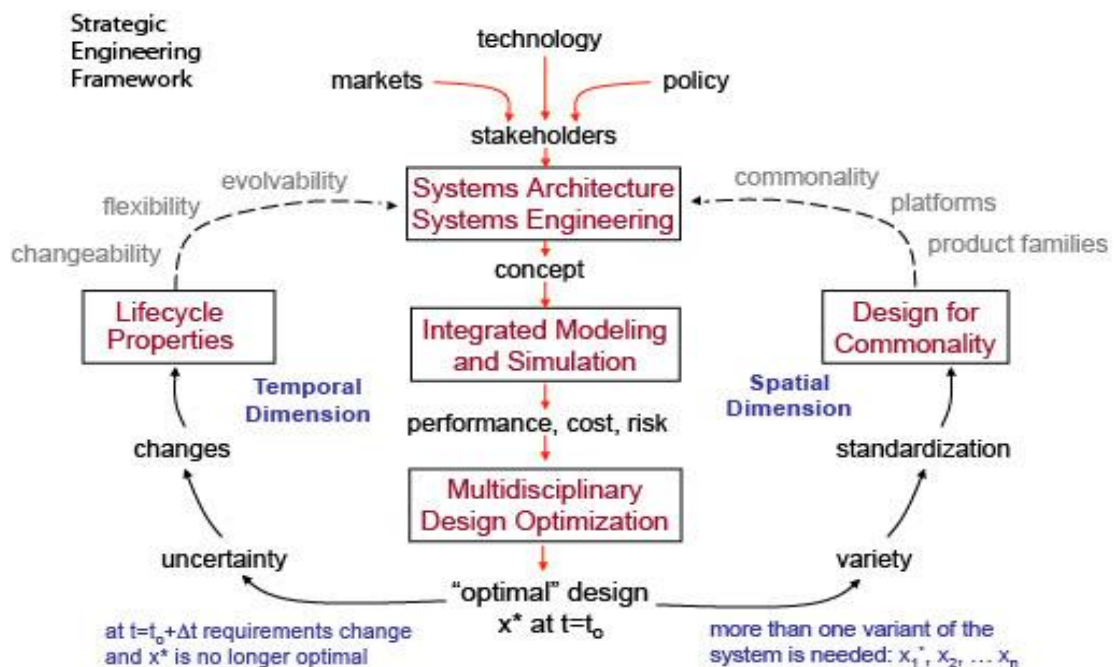 Strategic
Engineering
Framework
technology
markets
policy
stakeholders
evolvability
flexibility
changeability
Systems Architecture
Systems Engineering
commonality
platforms
product families
concept
Lifecycle
Properties
Integrated Modeling
and Simulation
Design for
Commonality
Temporal
Dimension
Spatial
Dimension
performance, cost, risk
changes
standardization
Multidisciplinary
Design Optimization
uncertainty
variety
"optimal" design
x* at t=tₒ
at t=tₒ+Δt requirements change
and x* is no longer optimal
more than one variant of the
system is needed: x₁*, x₂, ... xₙ